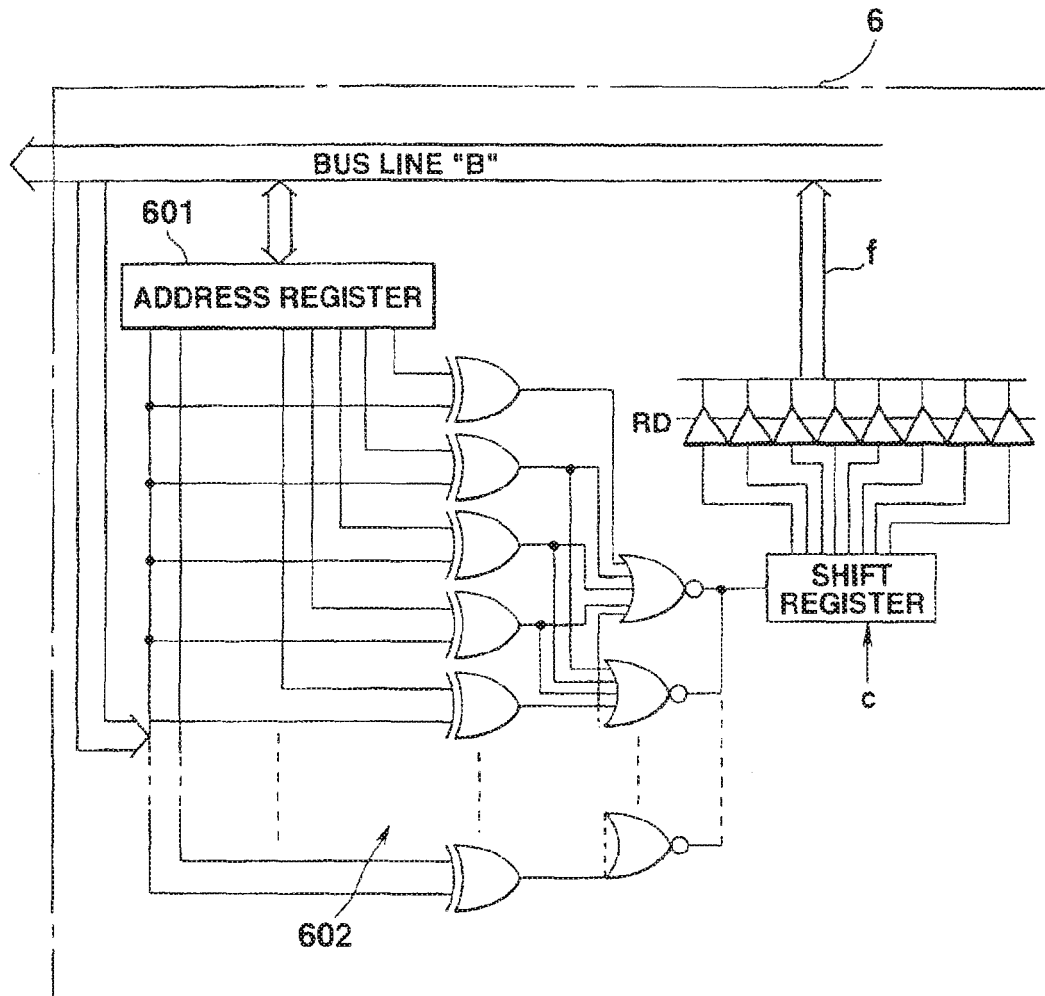 6
BUS LINE "B"
601
ADDRESS REGISTER
f
RD
SHIFT
REGISTER
c
602